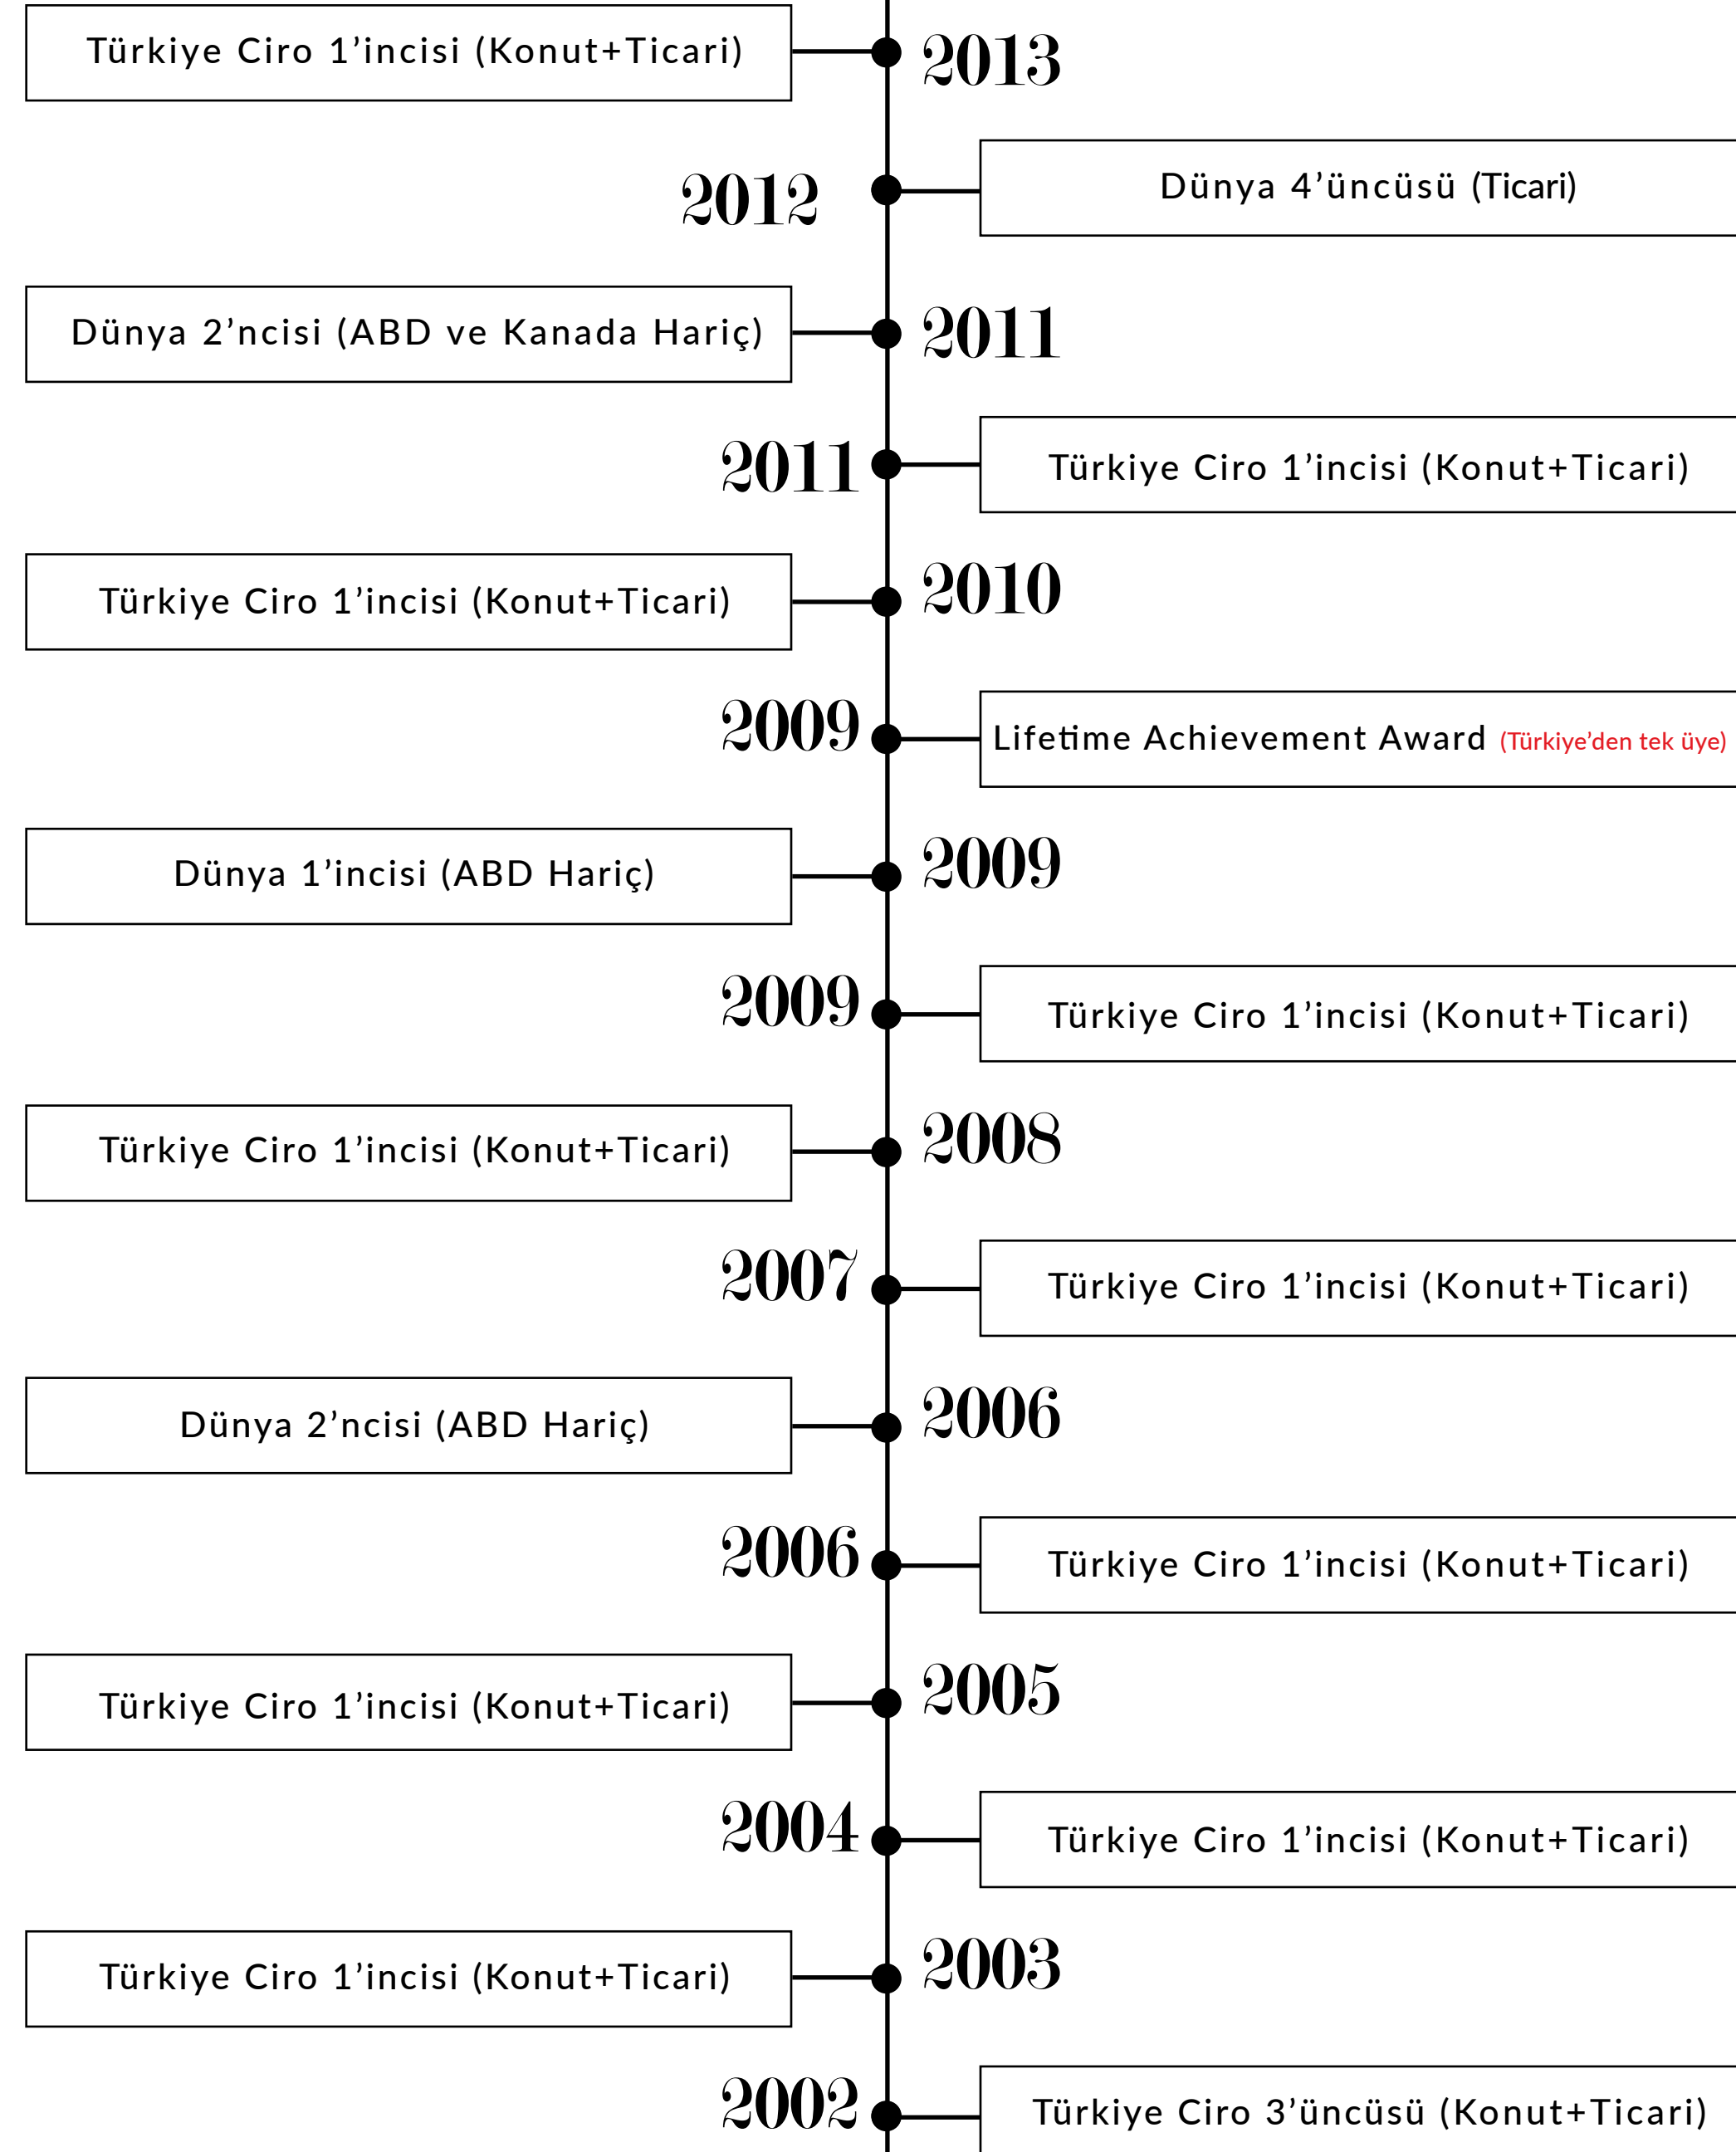 Türkiye Ciro 1’incisi (Konut+Ticari)
2013
2012
Dünya 4’üncüsü (Ticari)
Dünya 2’ncisi (ABD ve Kanada Hariç)
2011
2011
Türkiye Ciro 1’incisi (Konut+Ticari)
Türkiye Ciro 1’incisi (Konut+Ticari)
2010
2009
Lifetime Achievement Award (Türkiye’den tek üye)
Dünya 1’incisi (ABD Hariç)
2009
2009
Türkiye Ciro 1’incisi (Konut+Ticari)
Türkiye Ciro 1’incisi (Konut+Ticari)
2008
2007
Türkiye Ciro 1’incisi (Konut+Ticari)
Dünya 2’ncisi (ABD Hariç)
2006
2006
Türkiye Ciro 1’incisi (Konut+Ticari)
Türkiye Ciro 1’incisi (Konut+Ticari)
2005
2004
Türkiye Ciro 1’incisi (Konut+Ticari)
Türkiye Ciro 1’incisi (Konut+Ticari)
2003
2002
Türkiye Ciro 3’üncüsü (Konut+Ticari)